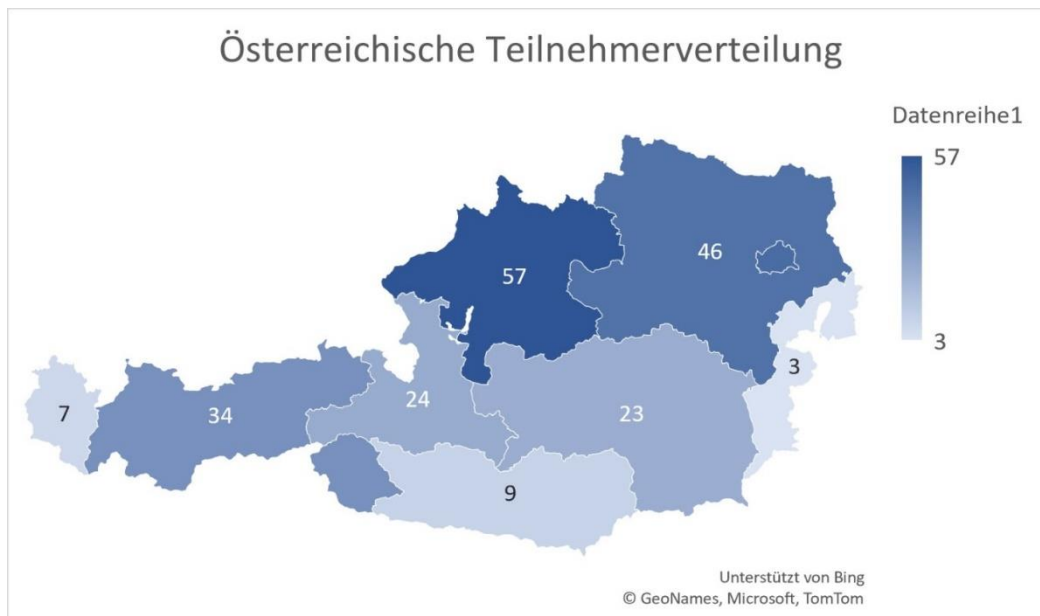 Österreichische Teilnehmerverteilung
Datenreihe1
57
3
57
46
3
7
34
24
23
9
Unterstützt von Bing
© GeoNames, Microsoft, TomTom